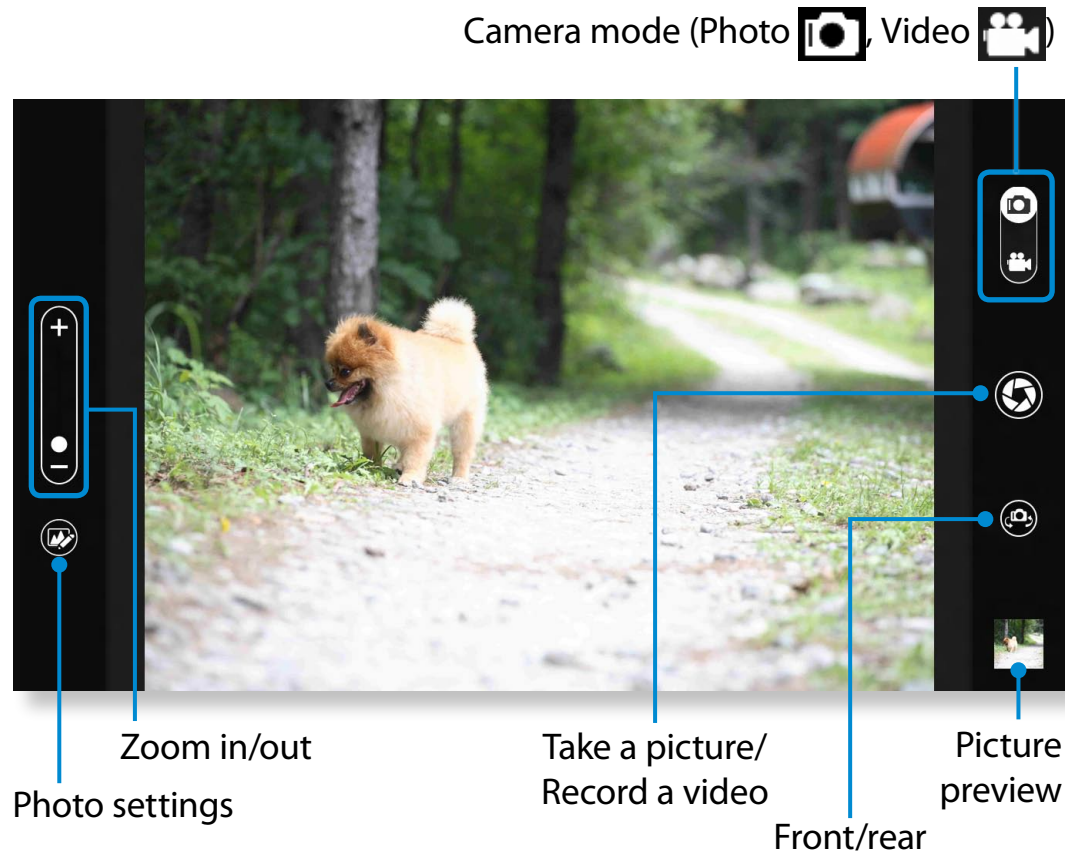 Camera mode (Photo , Video )
Zoom in/out
Take a picture/
Record a video
Picture
preview
Photo settings
Front/rear